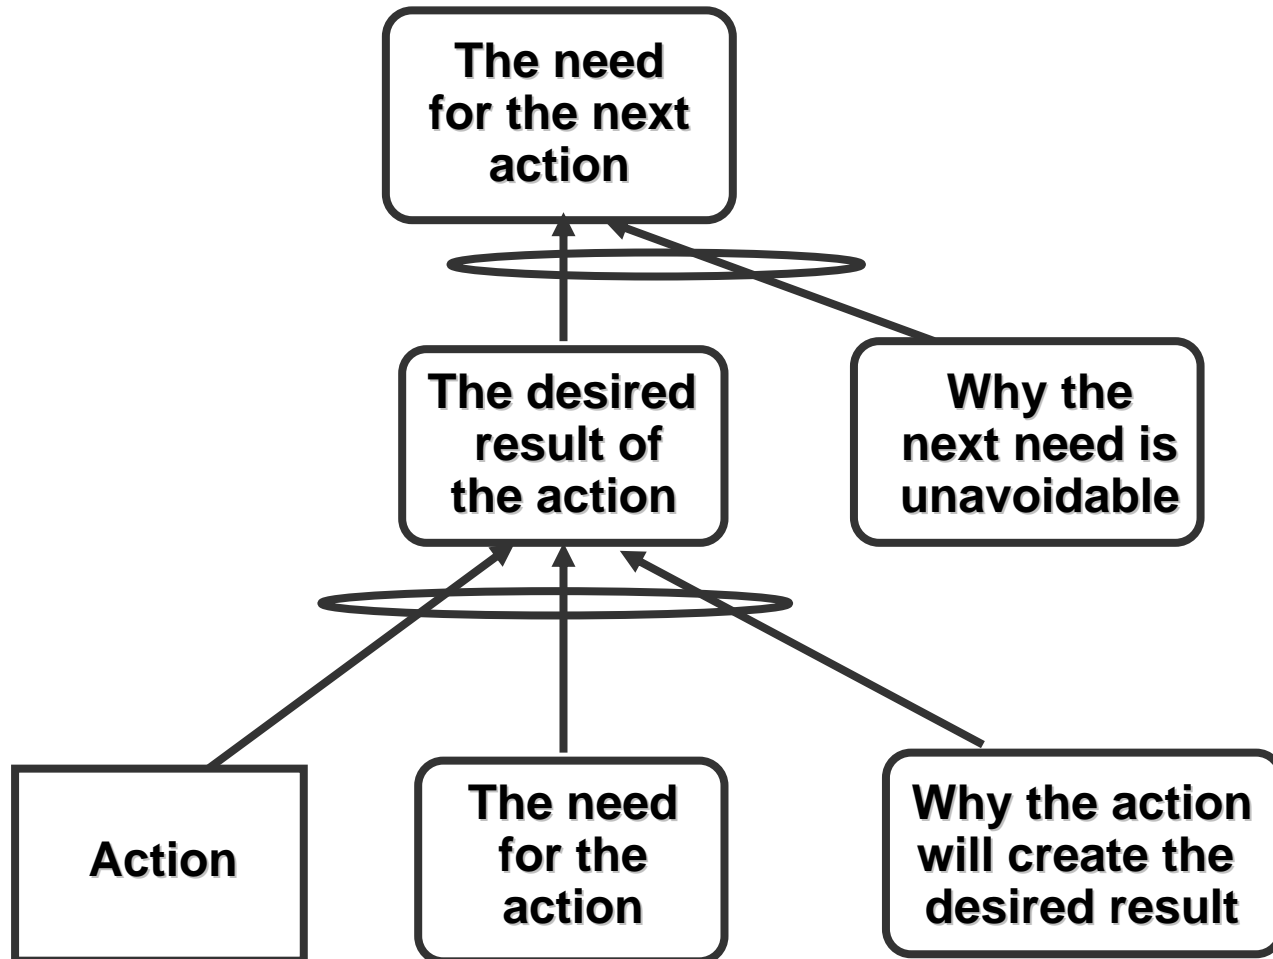 The need
for the next
action
The desired
result of
the action
Why the
next need is
unavoidable
Action
The need
for the
action
Why the action
will create the
desired result